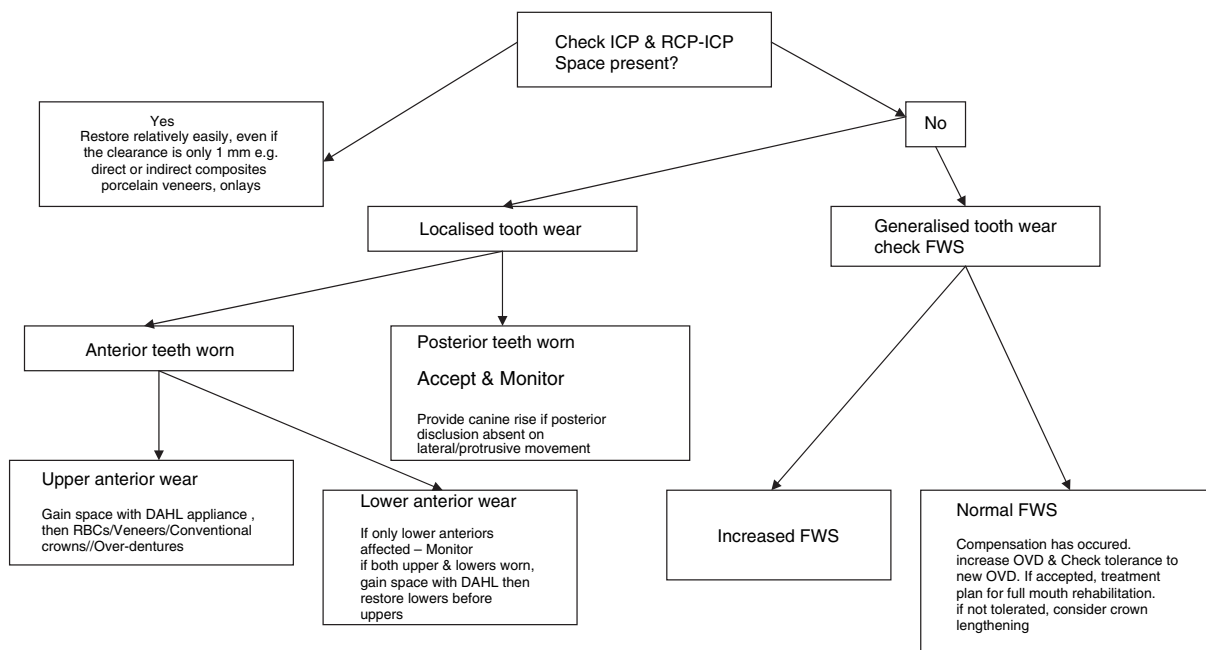 Check ICP & RCP-ICP
Space present?
Yes
Restore relatively easily, even if
the clearance is only 1 mm e.g.
direct or indirect composites
porcelain veneers, onlays
No
Localised tooth wear
Generalised tooth wear
check FWS
Anterior teeth worn
Posterior teeth worn
Accept & Monitor
Provide canine rise if posterior
disclusion absent on
lateral/protrusive movement
Upper anterior wear
Gain space with DAHL appliance ,
then RBCs/Veneers/Conventional
crowns//Over-dentures
Lower anterior wear
If only lower anteriors
affected – Monitor
if both upper & lowers worn,
gain space with DAHL then
restore lowers before
uppers
Increased FWS
Normal FWS
Compensation has occured.
increase OVD & Check tolerance to
new OVD. If accepted, treatment
plan for full mouth rehabilitation.
if not tolerated, consider crown
lengthening